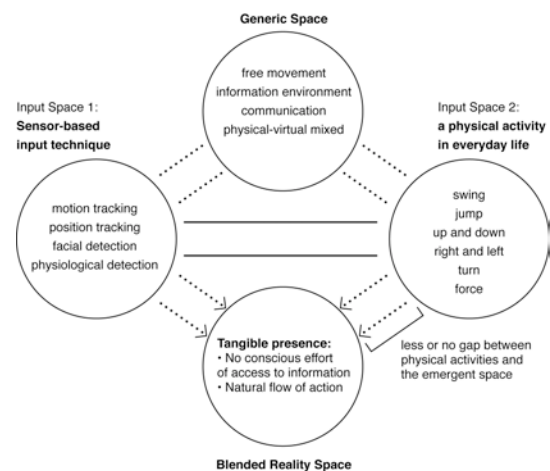 Generic Space
free movement
information environment
communication
physical-virtual mixed
Input Space 1:
Sensor-based
input technique
motion tracking
position tracking
facial detection
physiological detection
Input Space 2:
a physical activity
in everyday life
swing
jump
up and down
right and left
turn
force
Tangible presence:
• No conscious effort
of access to information
• Natural flow of action
less or no gap between
physical activities and
the emergent space
Blended Reality Space